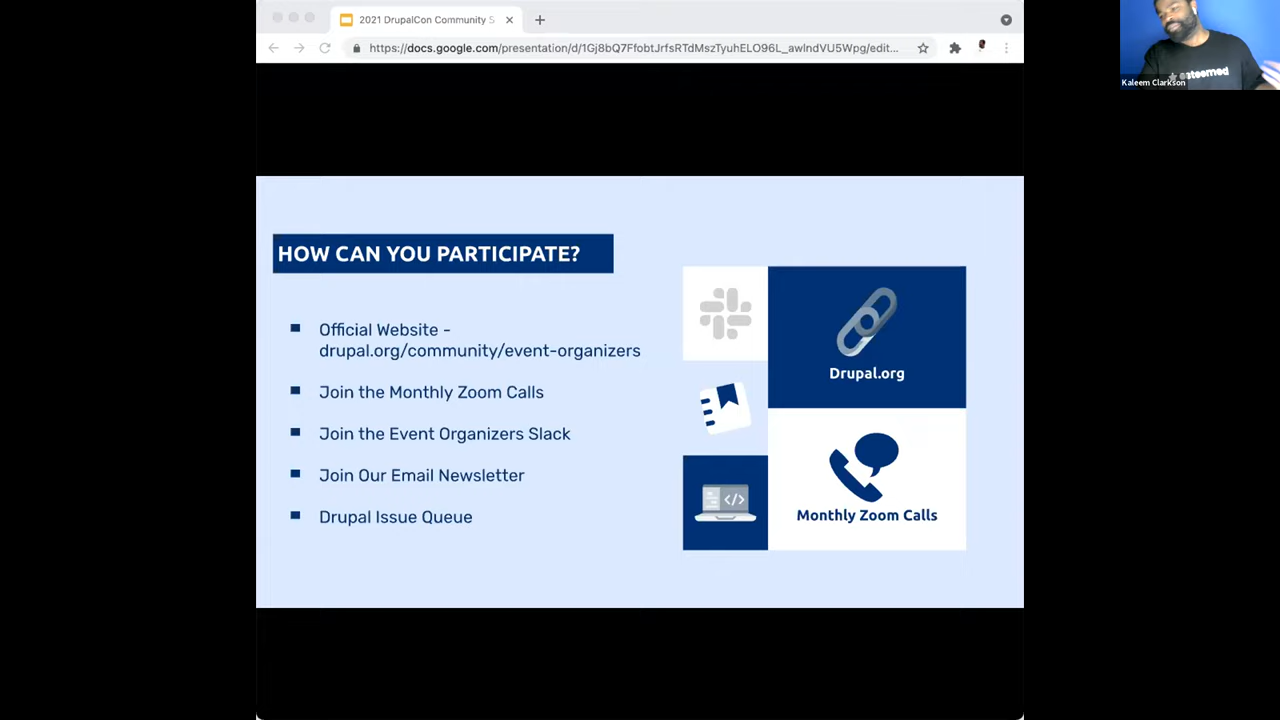 2021 DrupalCon Community S
https://docs.google.com/presentation/d/1Gj8bQ7FfobtJrfsRTdMszTyuhELO96L_awIndVU5Wpg/edit...
esteemed
Kaleem Clarkson
HOW CAN YOU PARTICIPATE?
Official Website -
drupal.org/community/event-organizers
Join the Monthly Zoom Calls
Join the Event Organizers Slack
Join Our Email Newsletter
Drupal Issue Queue
Drupal.org
Monthly Zoom Calls